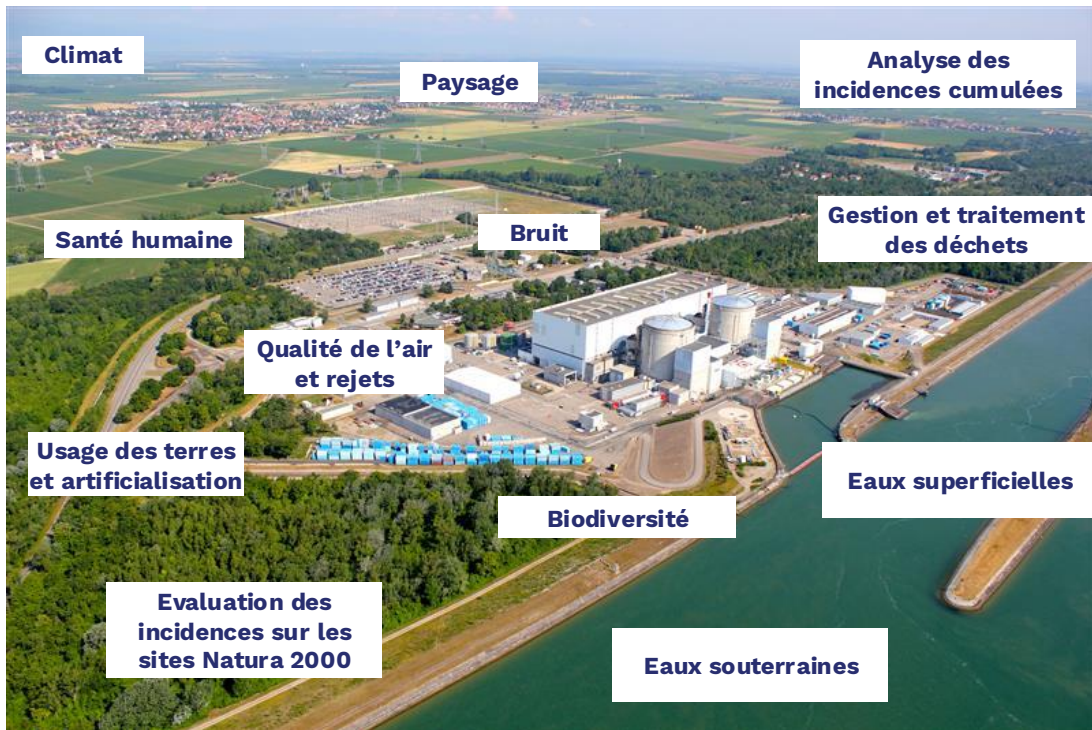 Climat
Paysage
Analyse des
incidences cumulées
Santé humaine
Bruit
Gestion et traitement
des déchets
Qualité de l'air
et rejets
Usage des terres
et artificialisation
Eaux superficielles
Biodiversité
Evaluation des
incidences sur les
sites Natura 2000
Eaux souterraines